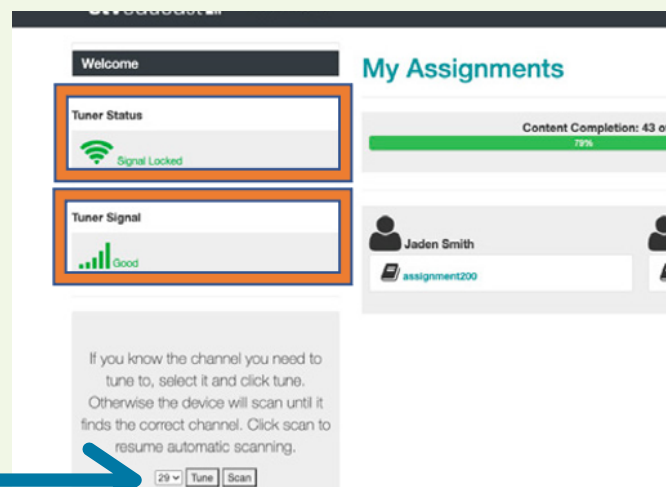 Welcome
My Assignments
Tuner Status
Signal Locked
Content Completion: 43 o
79%
Tuner Signal
Good
Jaden Smith
assignment200
If you know the channel you need to
tune to, select it and click tune.
Otherwise the device will scan until it
finds the correct channel. Click scan to
resume automatic scanning.
29 Tune Scan